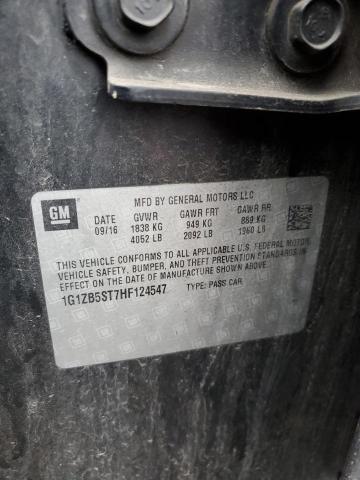 MFD BY GENERAL MOTORS LLC
GM
DATE GVWR GAWR FRT GAWR RR
09/16 1838 KG 949 KG 889 KG
4052 LB 2092 LB 1960 LB
THIS VEHICLE CONFORMS TO ALL APPLICABLE U.S. FEDERAL MOTOR
VEHICLE SAFETY, BUMPER, AND THEFT PREVENTION STANDARDS IN
EFFECT ON THE DATE OF MANUFACTURE SHOWN ABOVE.
1G1ZB5ST7HF124547 TYPE: PASS CAR